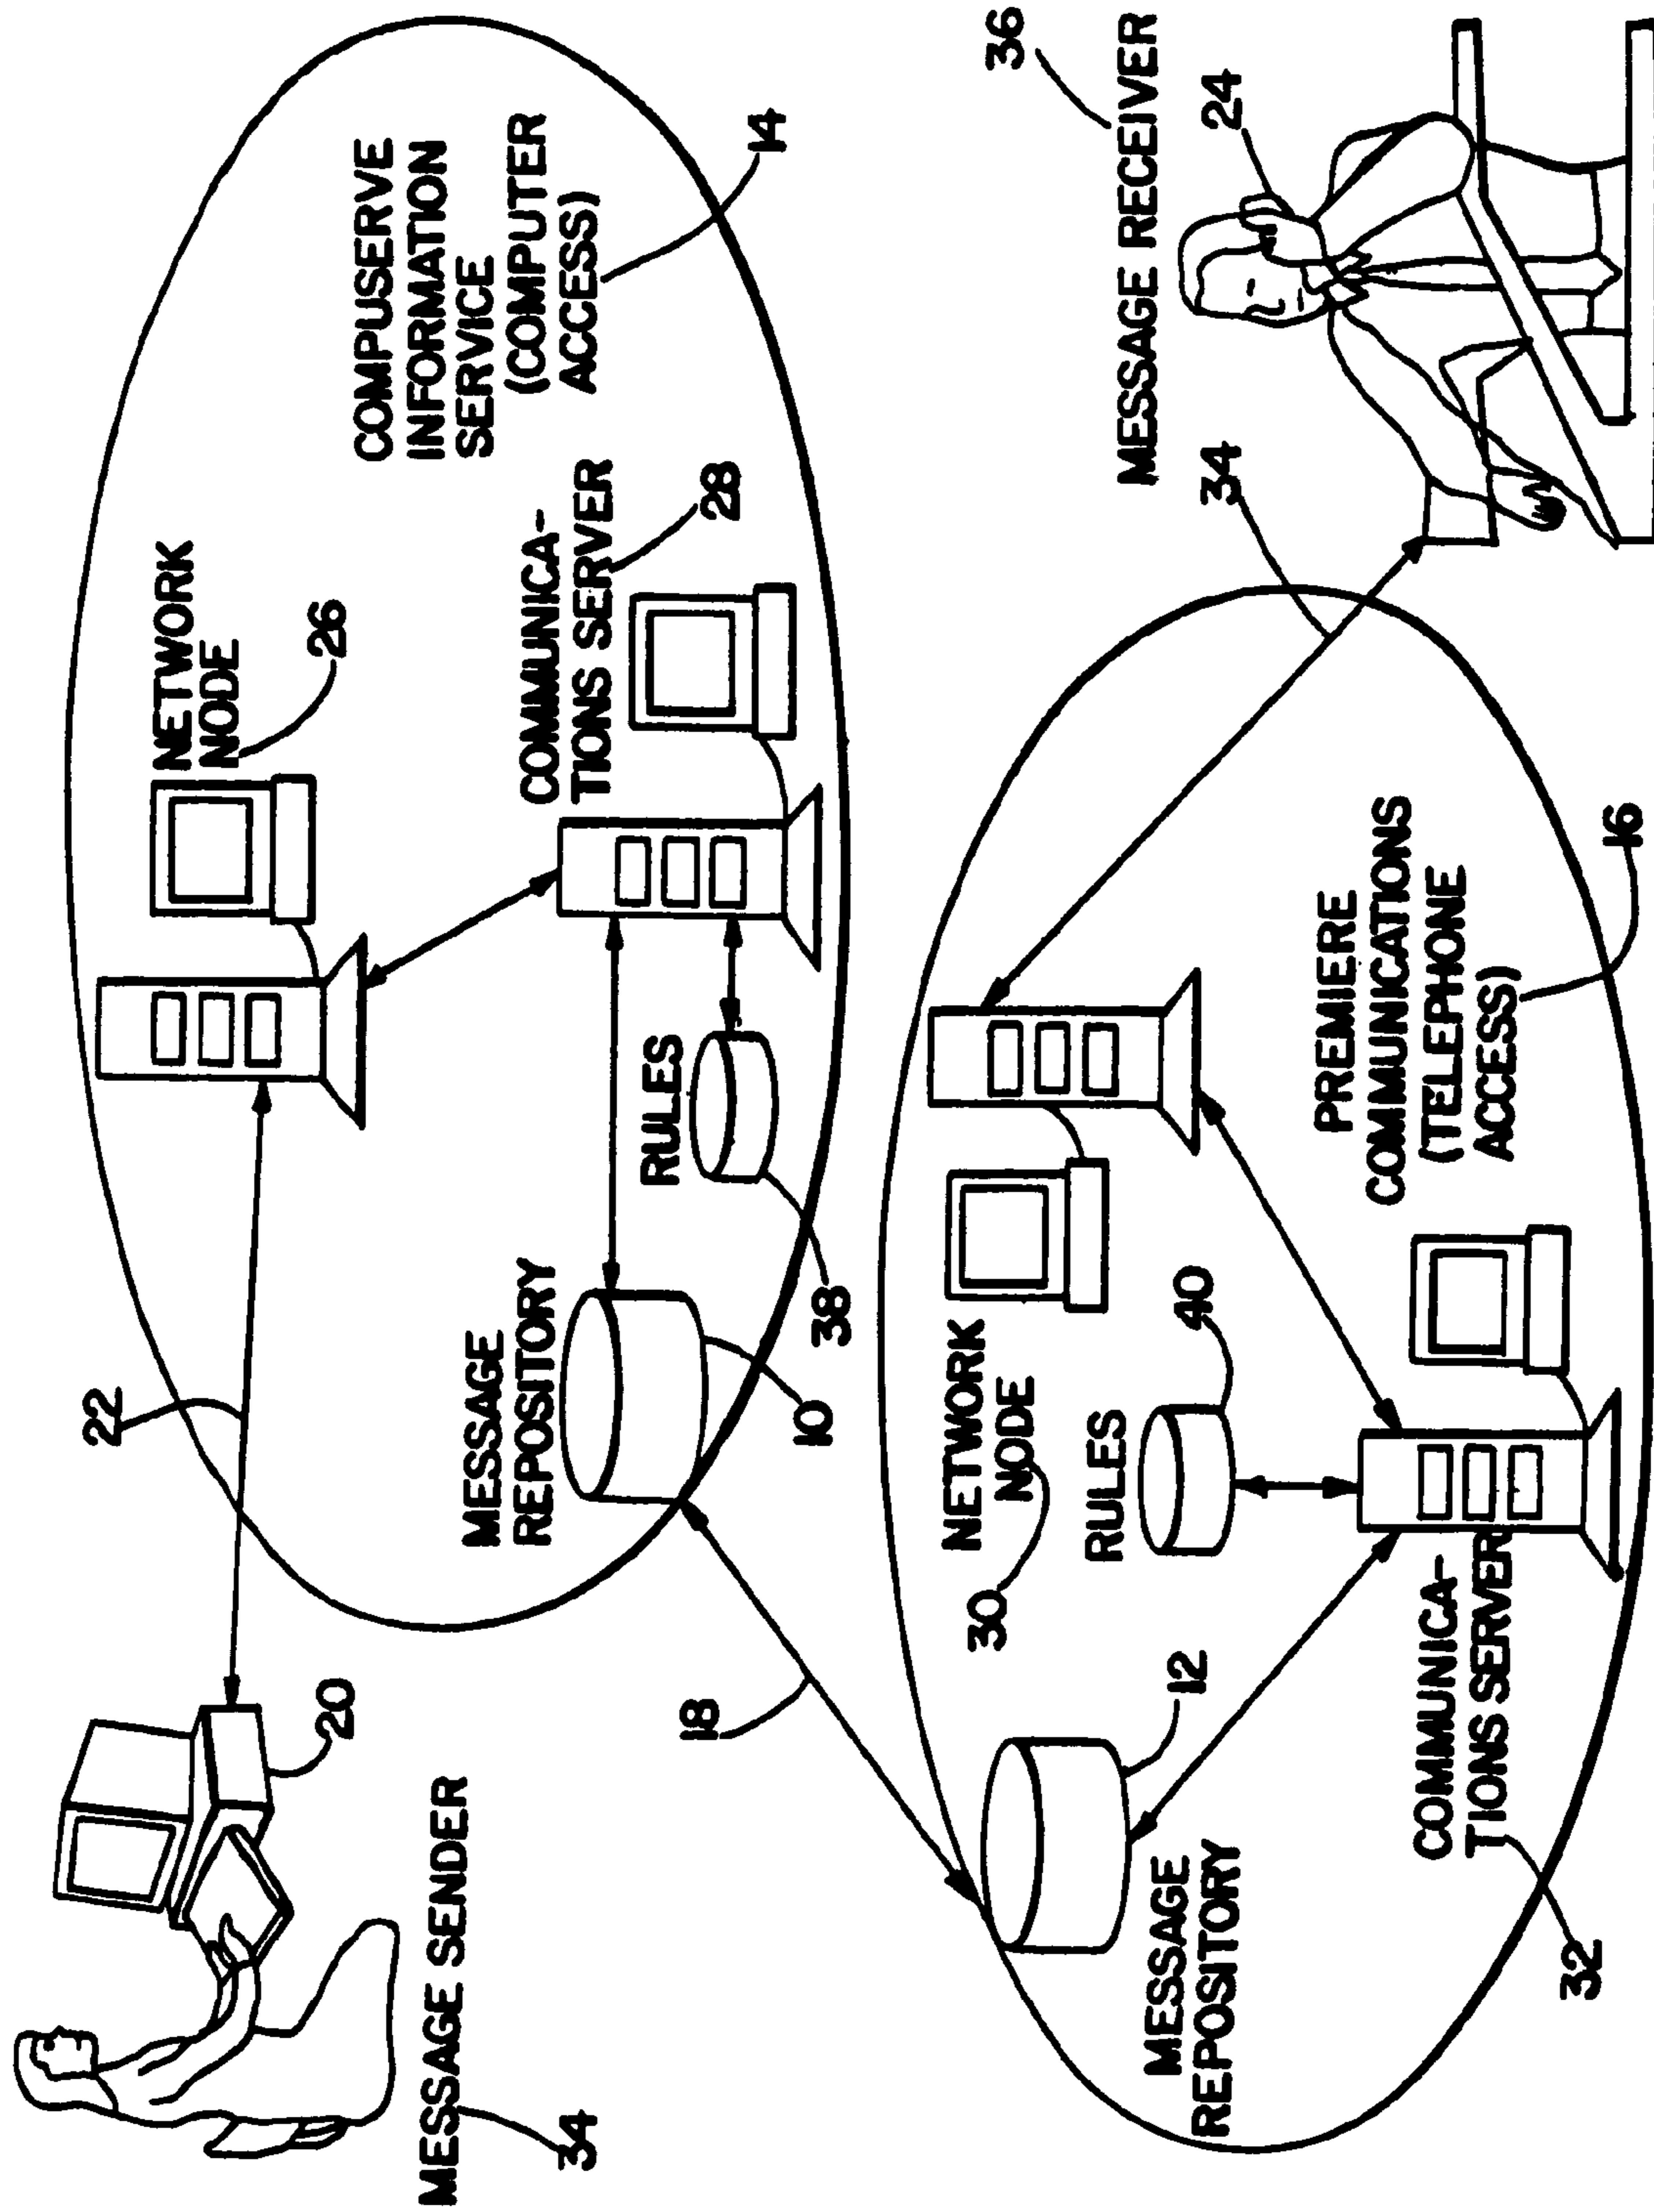 MESSAGE SENDER
34
20
22
NETWORK
NODE
26
COMPUSERVE
INFORMATION
SERVICE
(COMPUTER
ACCESS)
14
MESSAGE
REPOSITORY
10
RULES
38
COMMUNICA-
TIONS SERVER
28
18
MESSAGE
REPOSITORY
12
NETWORK
NODE
30
RULES
40
COMMUNICA-
TIONS SERVER
32
PREMIERE
COMMUNICATIONS
(TELEPHONE
ACCESS)
16
34
MESSAGE RECEIVER
36
24